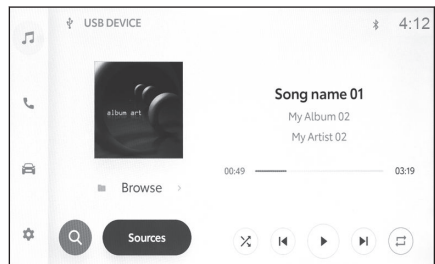 USB DEVICE
4:12
album art
Song name 01
My Album 02
My Artist 02
00:49
03:19
Browse
Sources